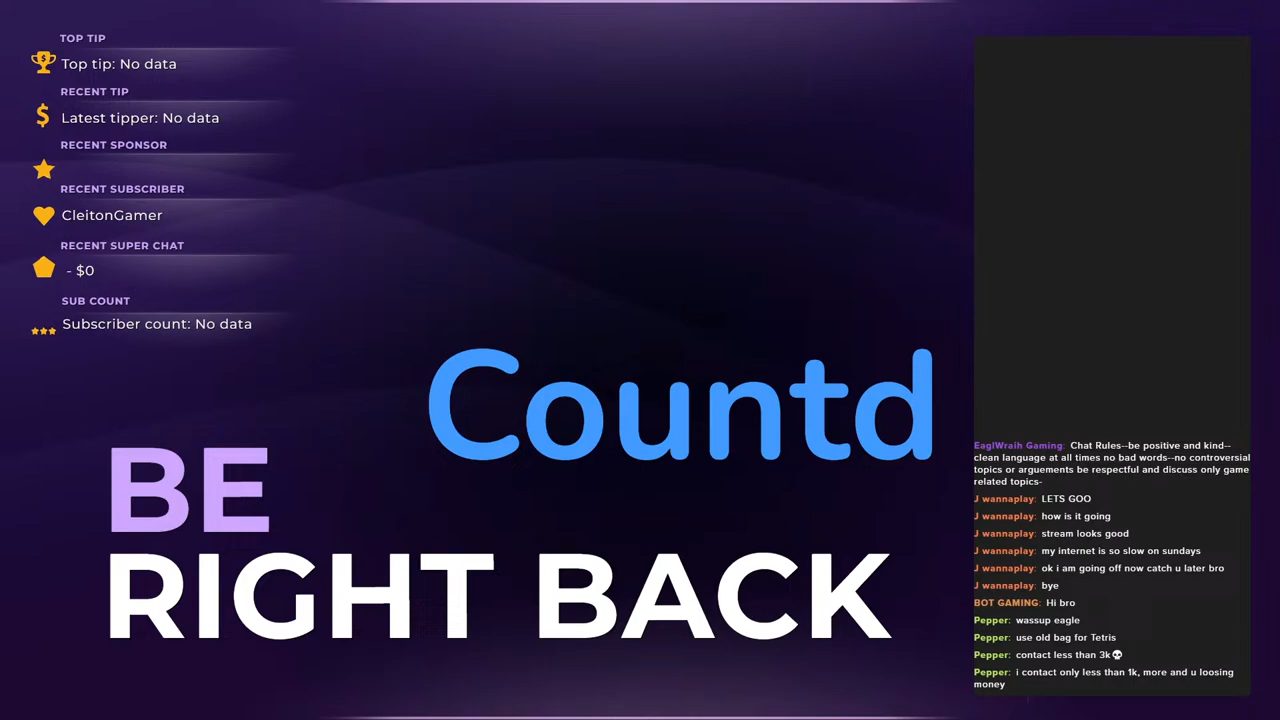 TOP TIP
Top tip: No data
RECENT TIP
Latest tipper: No data
RECENT SPONSOR
RECENT SUBSCRIBER
CleitonGamer
RECENT SUPER CHAT
- $0
SUB COUNT
Subscriber count: No data
Countd
BE
RIGHT BACK
EaglWraih Gaming: Chat Rules--be positive and kind--
clean language at all times no bad words--no controversial
topics or arguements be respectful and discuss only game
related topics-
J wannaplay: LETS GOO
J wannaplay: how is it going
J wannaplay: stream looks good
J wannaplay: my internet is so slow on sundays
J wannaplay: ok i am going off now catch u later bro
J wannaplay: bye
BOT GAMING: Hi bro
Pepper: wassup eagle
Pepper: use old bag for Tetris
Pepper: contact less than 3k💀
Pepper: i contact only less than 1k, more and u loosing
money